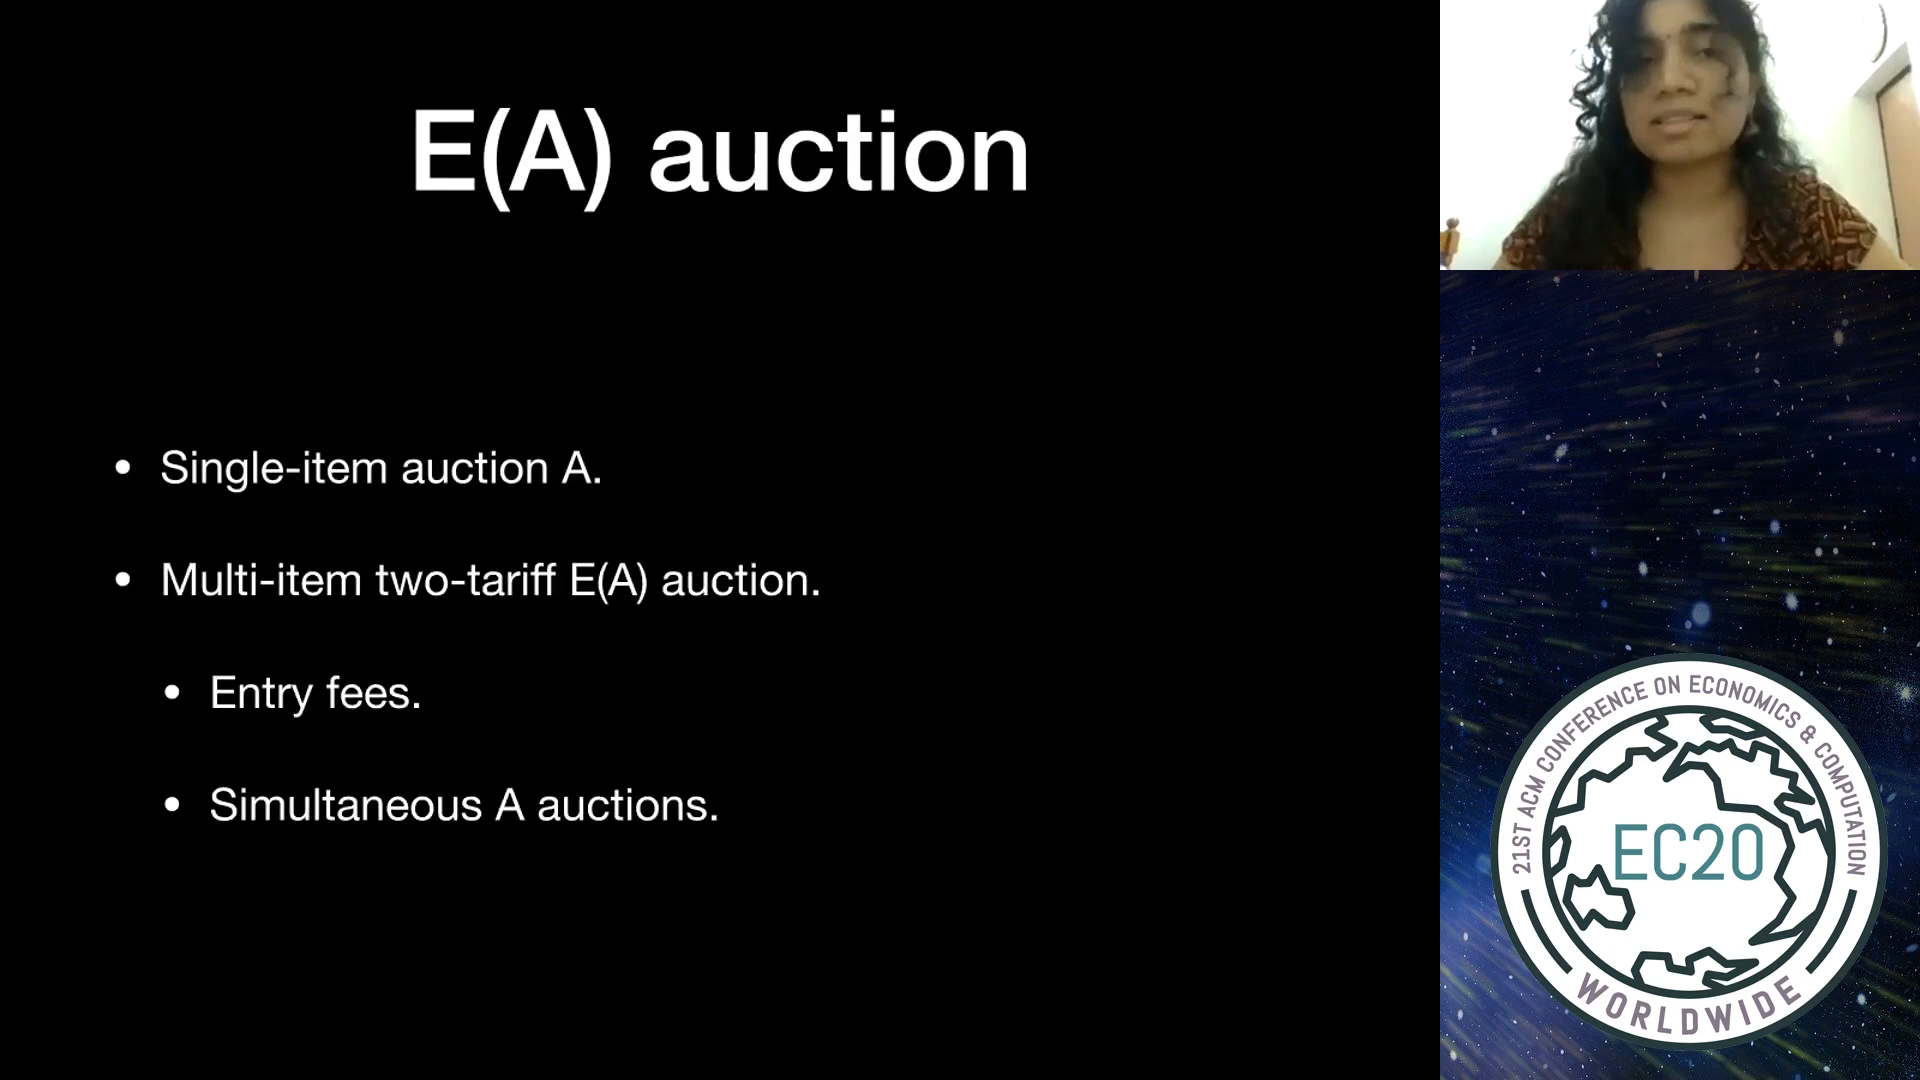 E(A) auction
• Single-item auction A.
• Multi-item two-tariff E(A) auction.
• Entry fees.
• Simultaneous A auctions.
21ST ACM CONFERENCE ON ECONOMICS & COMPUTATION
EC20
WORLDWIDE